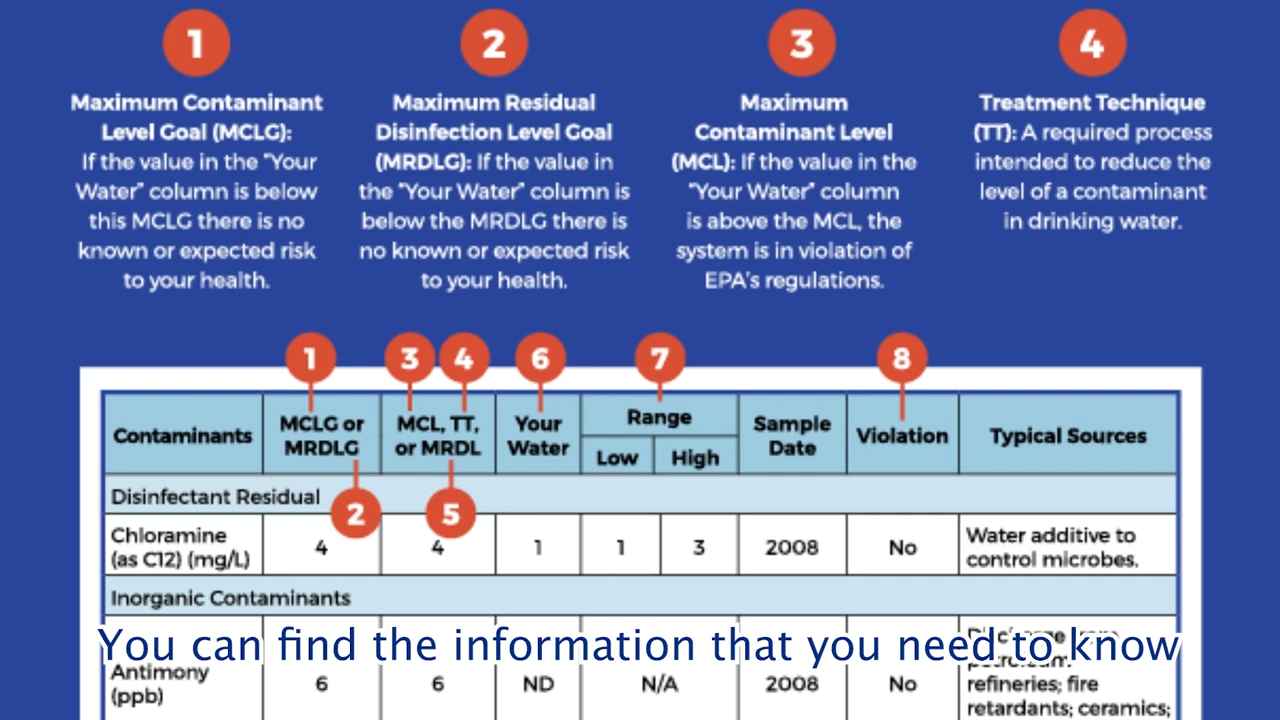 1
Maximum Contaminant
Level Goal (MCLG):
If the value in the "Your
Water" column is below
this MCLG there is no
known or expected risk
to your health.
2
Maximum Residual
Disinfection Level Goal
(MRDLG): If the value in
the "Your Water" column is
below the MRDLG there is
no known or expected risk
to your health.
3
Maximum
Contaminant Level
(MCL): If the value in the
"Your Water" column
is above the MCL, the
system is in violation of
EPA's regulations.
4
Treatment Technique
(TT): A required process
intended to reduce the
level of a contaminant
in drinking water.
1 3 4 6 7 8
Contaminants
MCLG or
MRDLG
MCL, TT,
or MRDL
Your
Water
Range
Low High
Sample
Date
Violation
Typical Sources
Disinfectant Residual
2 5
Chloramine
(as C12) (mg/L)
4 4 1 1 3 2008 No
Water additive to
control microbes.
Inorganic Contaminants
You can find the information that you need to know
Antimony
(ppb)
6 6 ND N/A 2008 No
petroleum
refineries; fire
retardants; ceramics;